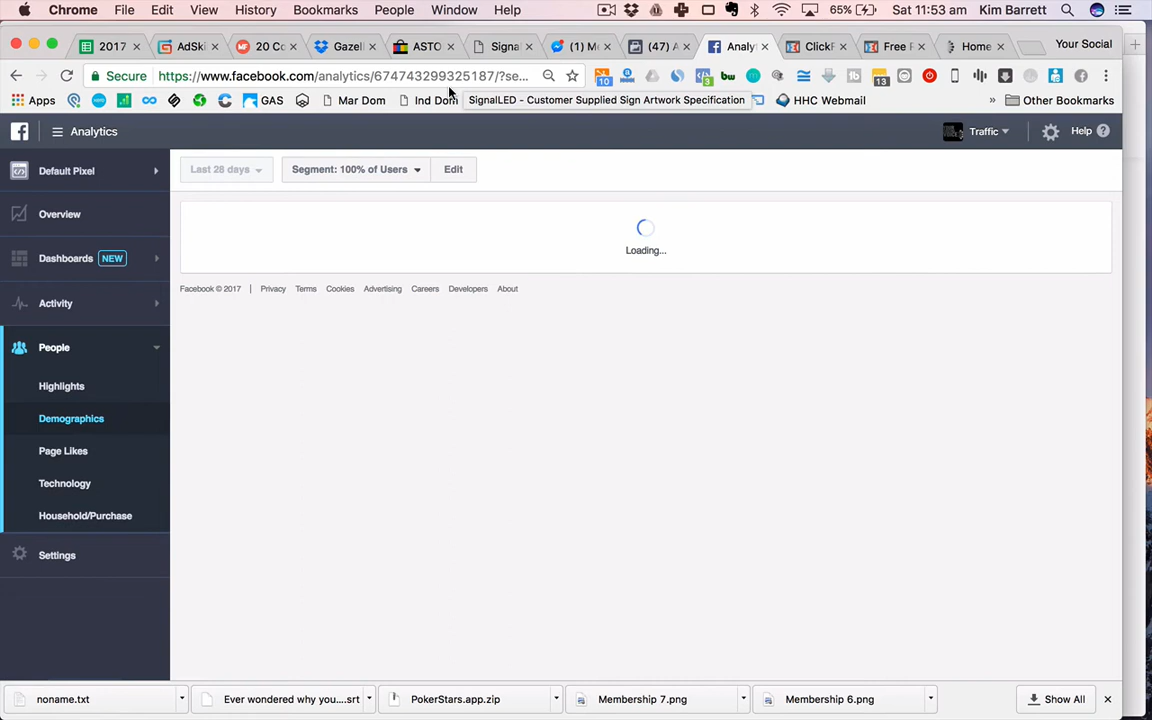 Chrome File Edit View History Bookmarks People Window Help 65% Sat 11:53 am Kim Barrett
2017 AdSki 20 Co Gazell ASTO Signa (1) M (47) A Analy ClickF Free F Home Your Social
Secure https://www.facebook.com/analytics/674743299325187/?se... 10 3 bw 13
Apps GAS Mar Dom Ind Dom SignalLED - Customer Supplied Sign Artwork Specification HHC Webmail » Other Bookmarks
Analytics Traffic Help
Default Pixel
Last 28 days Segment: 100% of Users Edit
Overview
Loading...
Dashboards NEW
Facebook © 2017 | Privacy Terms Cookies Advertising Careers Developers About
Activity
People
Highlights
Demographics
Page Likes
Technology
Household/Purchase
Settings
noname.txt Ever wondered why you....srt PokerStars.app.zip Membership 7.png Membership 6.png Show All